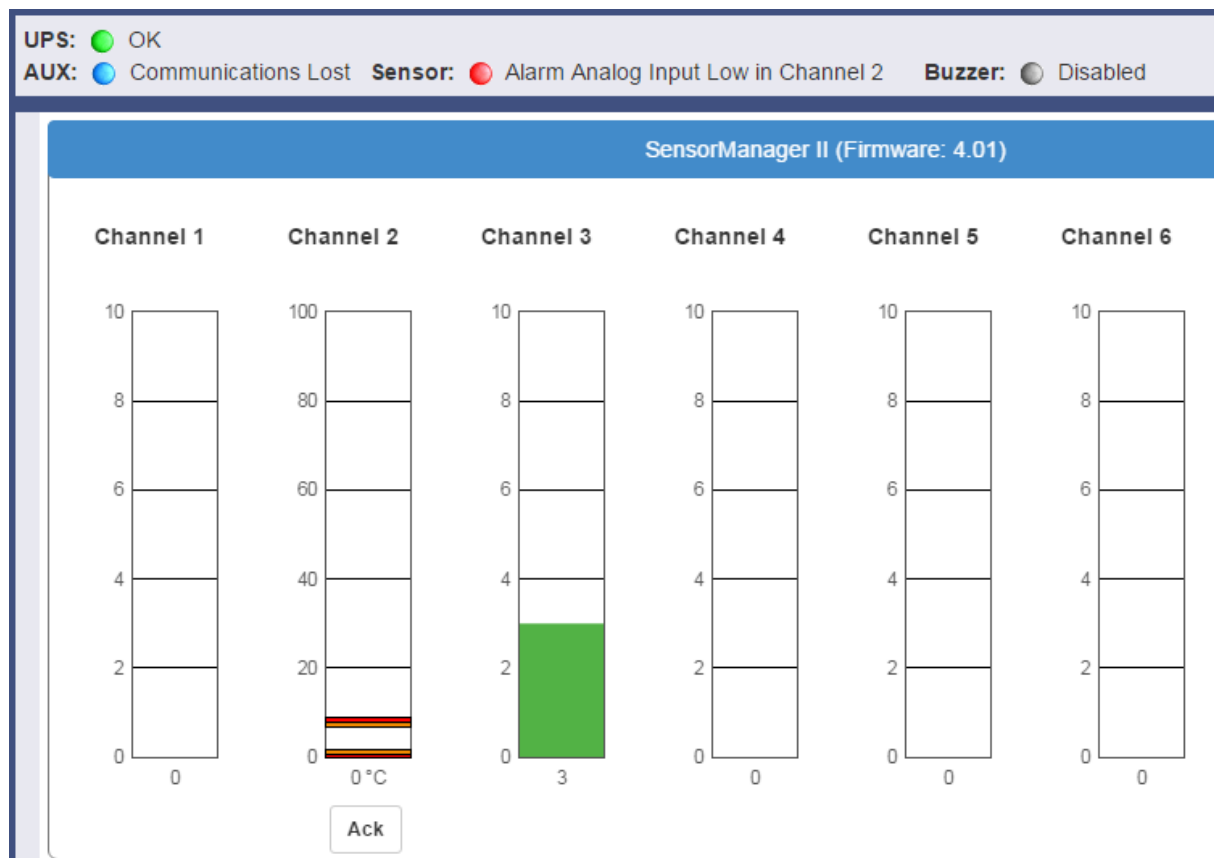 UPS: OK
AUX: Communications Lost Sensor: Alarm Analog Input Low in Channel 2 Buzzer: Disabled
SensorManager II (Firmware: 4.01)
Channel 1 Channel 2 Channel 3 Channel 4 Channel 5 Channel 6
10 100 10 10 10 10
8 80 8 8 8 8
6 60 6 6 6 6
4 40 4 4 4 4
2 20 2 2 2 2
0 0 0 0 0 0
0 0 °C 3 0 0 0
Ack